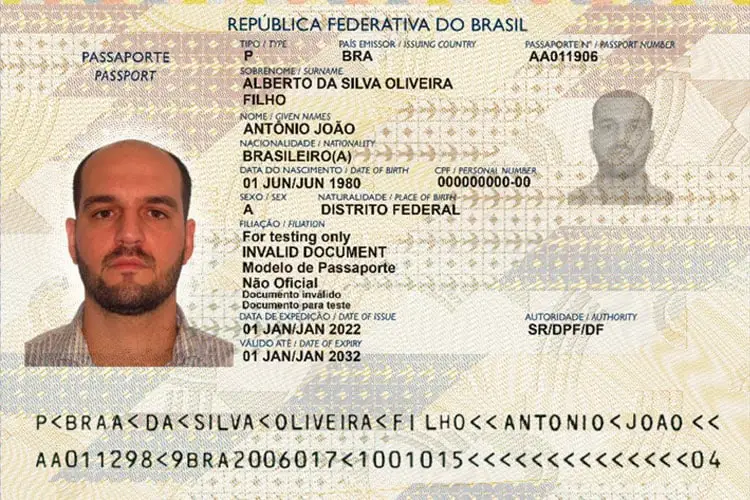 REPÚBLICA FEDERATIVA DO BRASIL
PASSAPORTE
PASSPORT
TIPO / TYPE PAÍS EMISSOR / ISSUING COUNTRY PASSAPORTE Nº / PASSPORT NUMBER
P BRA AA011906
SOBRENOME / SURNAME
ALBERTO DA SILVA OLIVEIRA
FILHO
NOME / GIVEN NAMES
ANTÔNIO JOÃO
NACIONALIDADE / NATIONALITY
BRASILEIRO(A)
DATA DO NASCIMENTO / DATE OF BIRTH CPF / PERSONAL NUMBER
01 JUN/JUN 1980 000000000-00
SEXO / SEX NATURALIDADE / PLACE OF BIRTH
A DISTRITO FEDERAL
FILIAÇÃO / FILIATION
For testing only
INVALID DOCUMENT
Modelo de Passaporte
Não Oficial
Documento inválido
Documento para teste
DATA DE EXPEDIÇÃO / DATE OF ISSUE AUTORIDADE / AUTHORITY
01 JAN/JAN 2022 SR/DPF/DF
VÁLIDO ATÉ / DATE OF EXPIRY
01 JAN/JAN 2032
P<BRAA<DA<SILVA<OLIVEIRA<FILHO<<ANTONIO<JOAO<<
AA011298<9BRA2006017<1001015<<<<<<<<<<<<<<<04